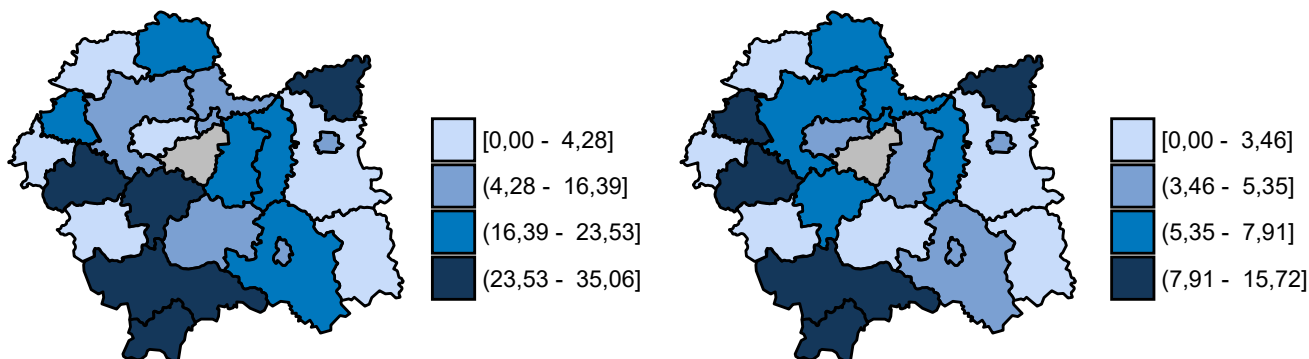 [0,00 - 4,28]
(4,28 - 16,39]
(16,39 - 23,53]
(23,53 - 35,06]
[0,00 - 3,46]
(3,46 - 5,35]
(5,35 - 7,91]
(7,91 - 15,72]